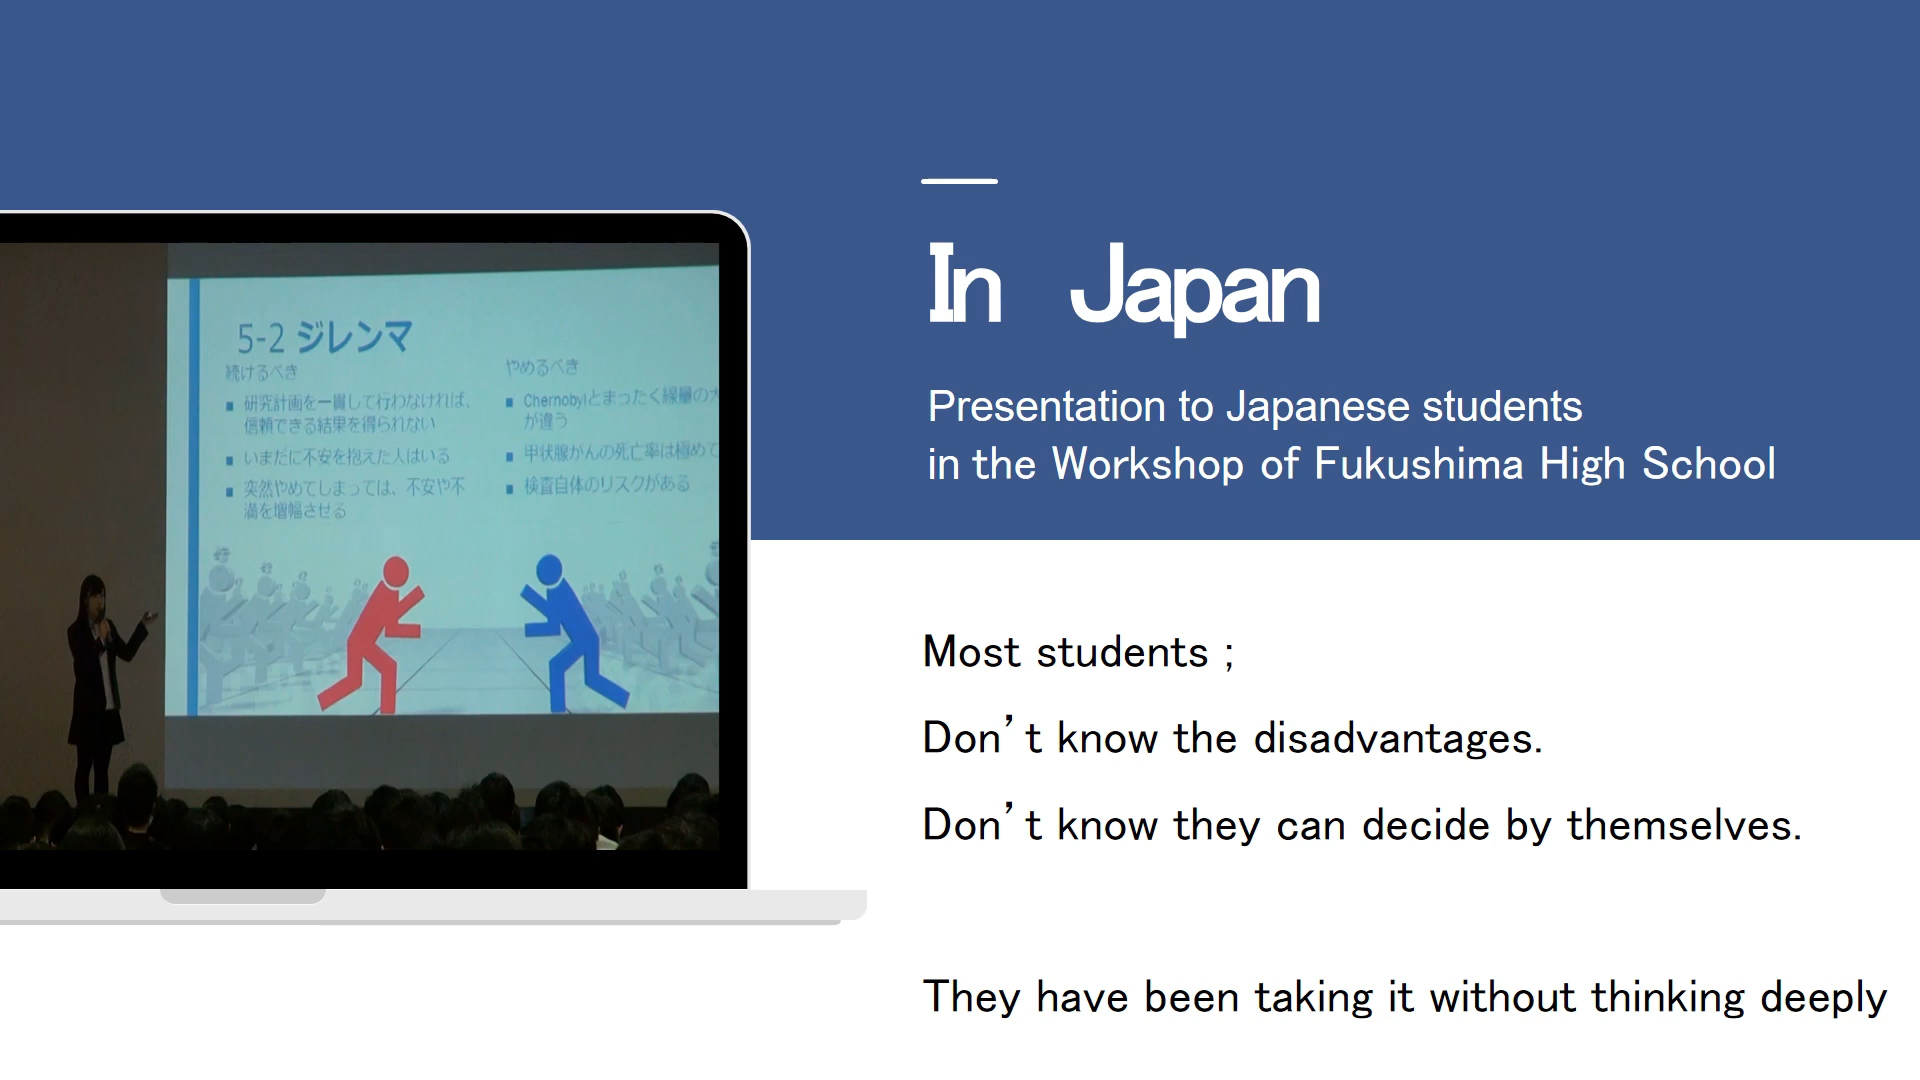 5-2 ジレンマ
続けるべき
■ 研究計画を一貫して行わなければ、
信頼できる結果を得られない
■ いまだに不安を抱えた人はいる
■ 突然やめてしまっては、不安や不
満を増幅させる
やめるべき
■ Chernobylとまったく線量の大
が違う
■ 甲状腺がんの死亡率は極めて
■ 検査自体のリスクがある
In Japan
Presentation to Japanese students
in the Workshop of Fukushima High School
Most students ;
Don’t know the disadvantages.
Don’t know they can decide by themselves.
They have been taking it without thinking deeply